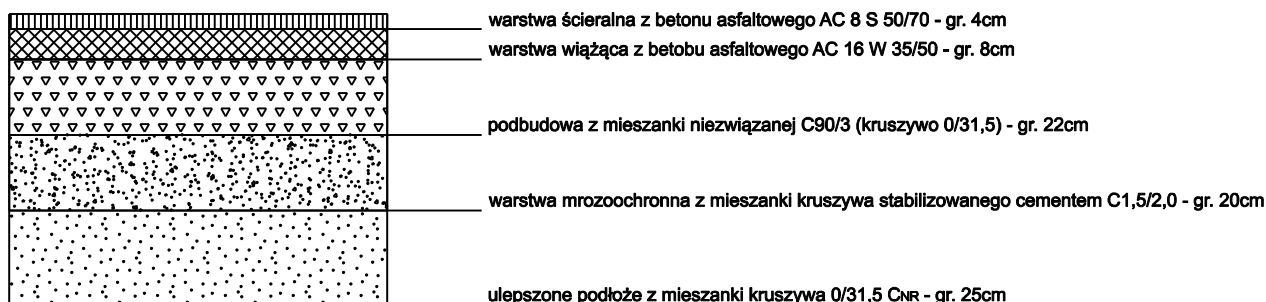 warstwa ścieralna z betonu asfaltowego AC 8 S 50/70 - gr. 4cm
warstwa wiążąca z betobu asfaltowego AC 16 W 35/50 - gr. 8cm
podbudowa z mieszanki niezwiązanej C90/3 (kruszywo 0/31,5) - gr. 22cm
warstwa mrozoochronna z mieszanki kruszywa stabilizowanego cementem C1,5/2,0 - gr. 20cm
ulepszone podłoże z mieszanki kruszywa 0/31,5 CNR - gr. 25cm